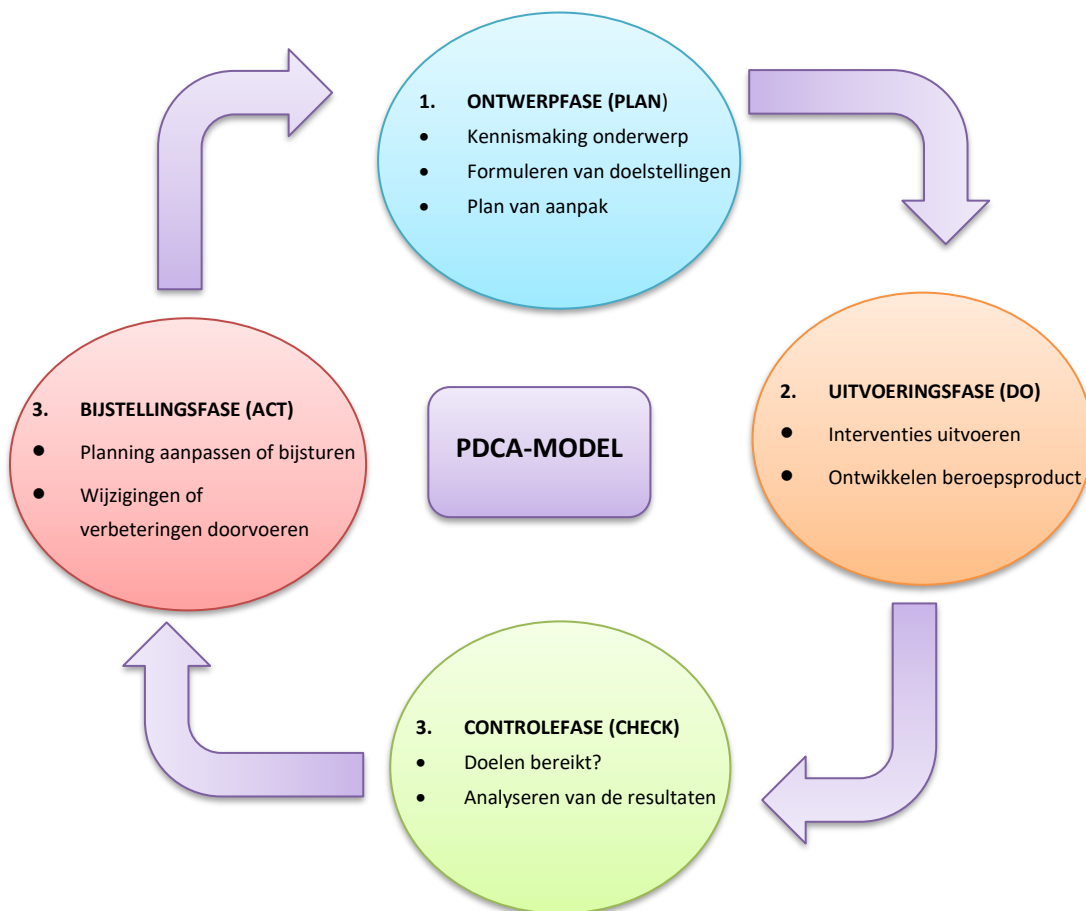 1. ONTWERPFASE (PLAN)
• Kennismaking onderwerp
• Formuleren van doelstellingen
• Plan van aanpak
2. UITVOERINGSFASE (DO)
• Interventies uitvoeren
• Ontwikkelen beroepsproduct
3. CONTROLEFASE (CHECK)
• Doelen bereikt?
• Analyseren van de resultaten
3. BIJSTELLINGSFASE (ACT)
• Planning aanpassen of bijsturen
• Wijzigingen of
verbeteringen doorvoeren
PDCA-MODEL